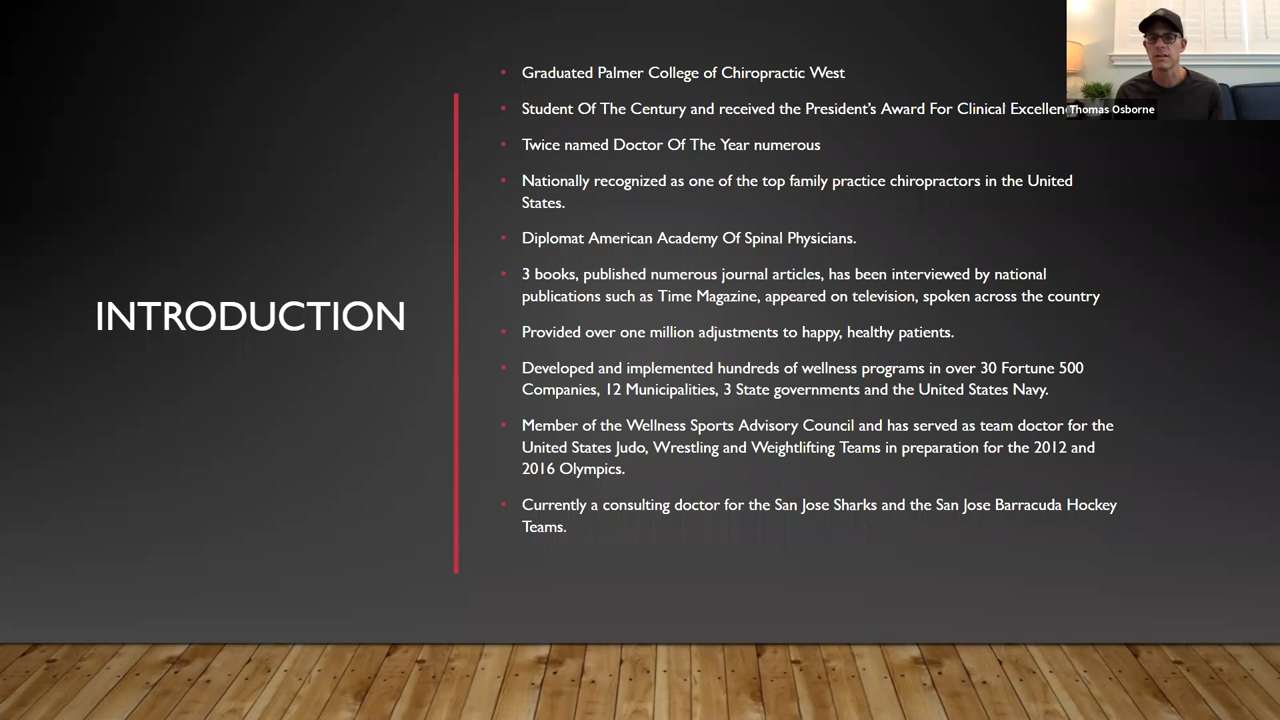 INTRODUCTION
Graduated Palmer College of Chiropractic West
Student Of The Century and received the President's Award For Clinical
Twice named Doctor Of The Year numerous
Nationally recognized as one of the top family practice chiropractors in the United
States.
Diplomat American Academy Of Spinal Physicians.
3 books, published numerous journal articles, has been interviewed by national
publications such as Time Magazine, appeared on television, spoken across the country
Provided over one million adjustments to happy, healthy patients.
Developed and implemented hundreds of wellness programs in over 30 Fortune 500
Companies, 12 Municipalities, 3 State governments and the United States Navy.
Member of the Wellness Sports Advisory Council and has served as team doctor for the
United States Judo, Wrestling and Weightlifting Teams in preparation for the 2012 and
2016 Olympics.
Currently a consulting doctor for the San Jose Sharks and the San Jose Barracuda Hockey
Teams.
Thomas Osborne